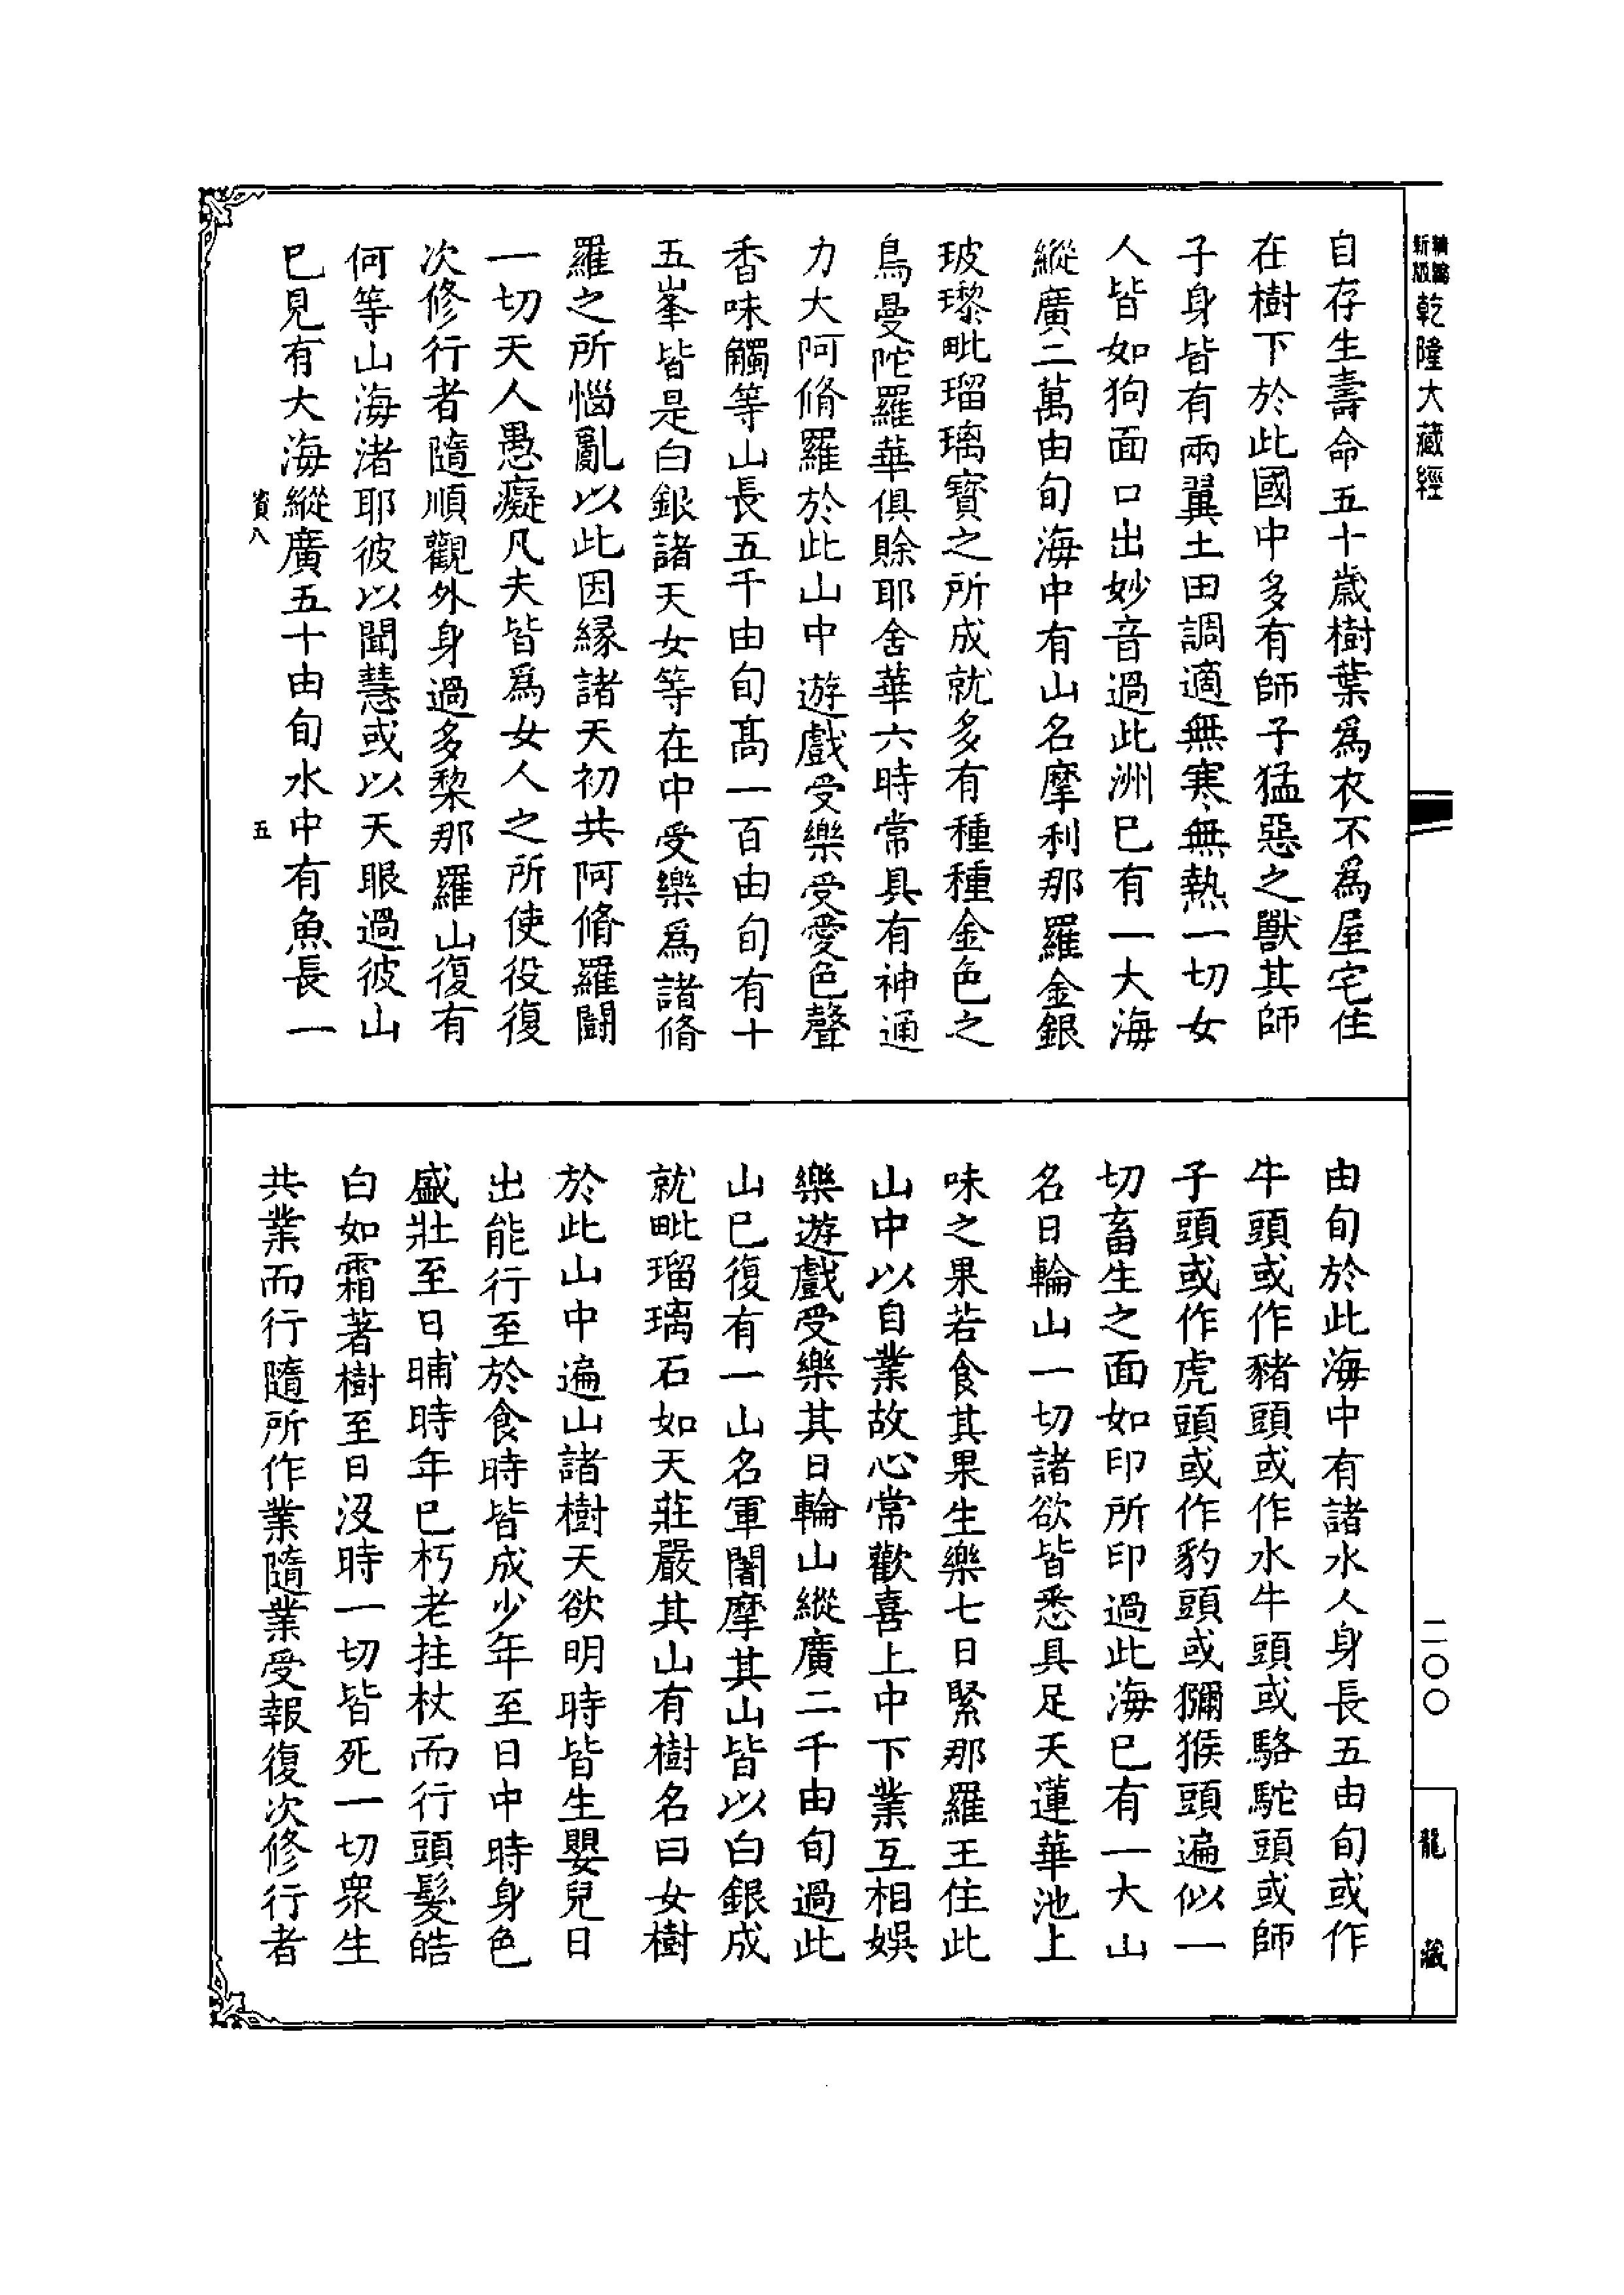 新編縮版乾隆大藏經
自存生壽命五十歲樹葉爲衣不爲屋宅住
在樹下於此國中多有師子猛惡之獸其師
子身皆有兩翼土田調適無寒無熱一切女
人皆如狗面口出妙音過此洲已有一大海
縱廣二萬由旬海中有山名摩利那羅金銀
玻瓈毗瑠璃寶之所成就多有種種金色之
鳥曼陀羅華俱賒耶舍華六時常具有神通
力大阿脩羅於此山中遊戲受樂受愛色聲
香味觸等山長五千由旬髙一百由旬有十
五峯皆是白銀諸天女等在中受樂爲諸脩
羅之所惱亂以此因緣諸天初共阿脩羅鬪
一切天人愚癡凡夫皆爲女人之所使役復
次修行者隨順觀外身過多棃那羅山復有
何等山海渚耶彼以聞慧或以天眼過彼山
已見有大海縱廣五十由旬水中有魚長一
賓八 五
由旬於此海中有諸水人身長五由旬或作
牛頭或作豬頭或作水牛頭或駱駝頭或師
子頭或作虎頭或作豹頭或獼猴頭遍似一
切畜生之面如印所印過此海已有一大山
名日輪山一切諸欲皆悉具足天蓮華池上
味之果若食其果生樂七日緊那羅王住此
山中以自業故心常歡喜上中下業互相娛
樂遊戲受樂其日輪山縱廣二千由旬過此
山已復有一山名軍闍摩其山皆以白銀成
就毗瑠璃石如天莊嚴其山有樹名曰女樹
於此山中遍山諸樹天欲明時皆生嬰兒日
出能行至於食時皆成少年至日中時身色
盛壯至日晡時年已朽老拄杖而行頭髮皓
白如霜著樹至日沒時一切皆死一切衆生
共業而行隨所作業隨業受報復次修行者
二〇〇
龍藏